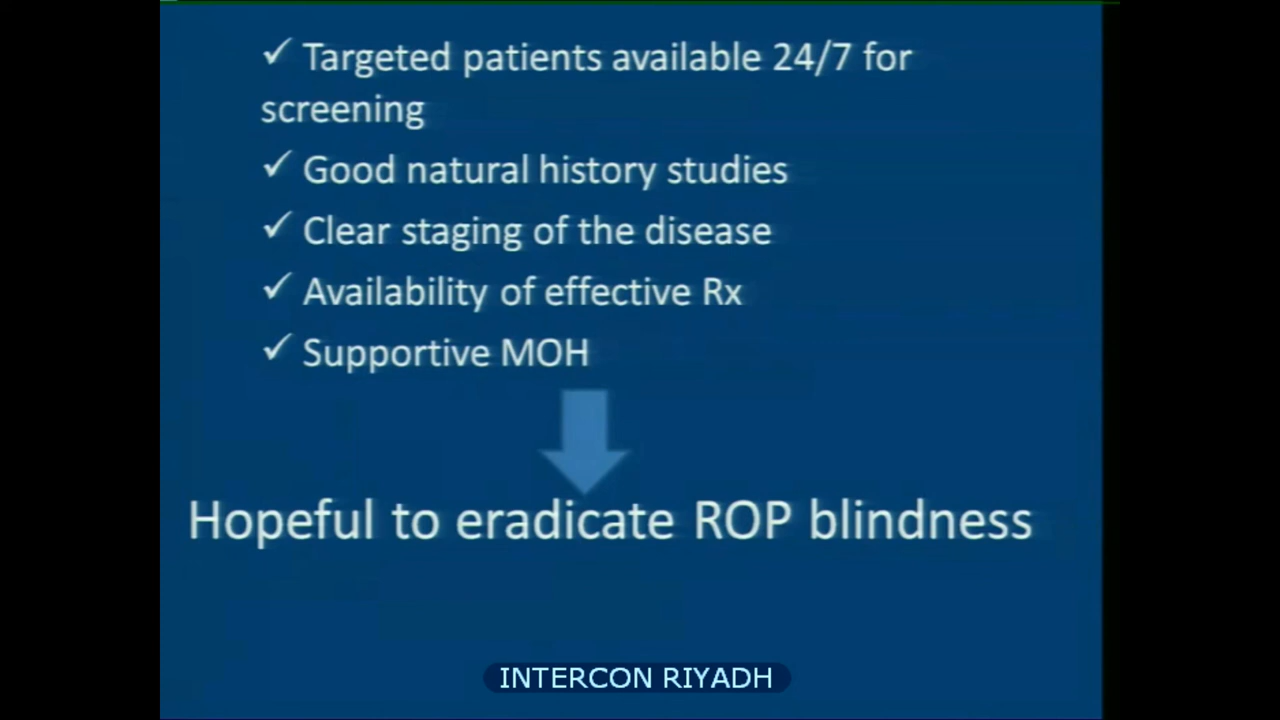 ✓ Targeted patients available 24/7 for
screening
✓ Good natural history studies
✓ Clear staging of the disease
✓ Availability of effective Rx
✓ Supportive MOH
Hopeful to eradicate ROP blindness
INTERCON RIYADH